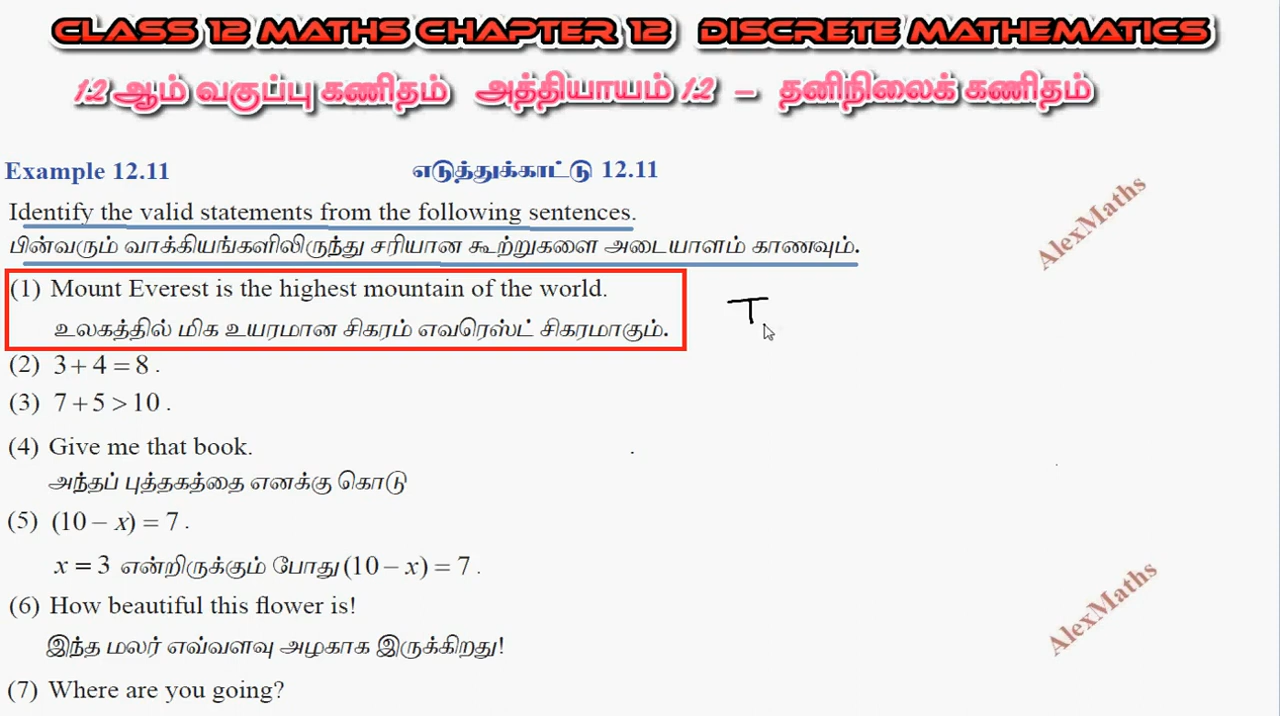 CLASS 12 MATHS CHAPTER 12 DISCRETE MATHEMATICS
12 ஆம் வகுப்பு கணிதம் அத்தியாயம் 12 – தனிநிலைக் கணிதம்
Example 12.11 எடுத்துக்காட்டு 12.11
Identify the valid statements from the following sentences.
பின்வரும் வாக்கியங்களிலிருந்து சரியான கூற்றுகளை அடையாளம் காணவும்.
AlexMaths
(1) Mount Everest is the highest mountain of the world.
T
உலகத்தில் மிக உயரமான சிகரம் எவரெஸ்ட் சிகரமாகும்.
(2) 3 + 4 = 8 .
(3) 7 + 5 > 10 .
(4) Give me that book.
அந்தப் புத்தகத்தை எனக்கு கொடு
(5) (10 – x) = 7 .
x = 3 என்றிருக்கும் போது (10 – x) = 7 .
(6) How beautiful this flower is!
AlexMaths
இந்த மலர் எவ்வளவு அழகாக இருக்கிறது!
(7) Where are you going?